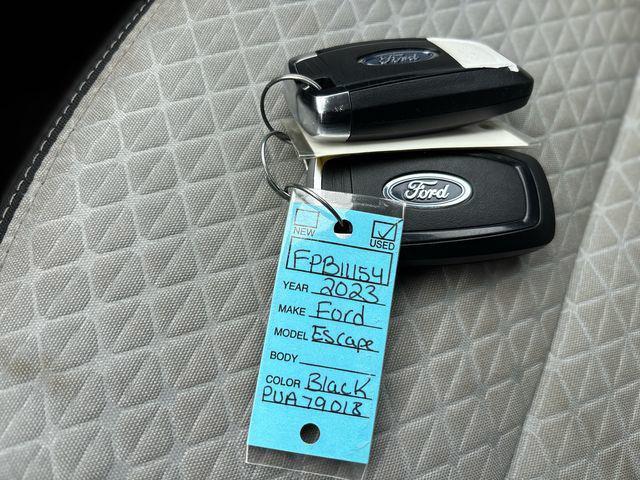 Ford
Ford
NEW
USED
FPB11154
YEAR 2023
MAKE Ford
MODEL Escape
BODY
COLOR Black
PUA79018